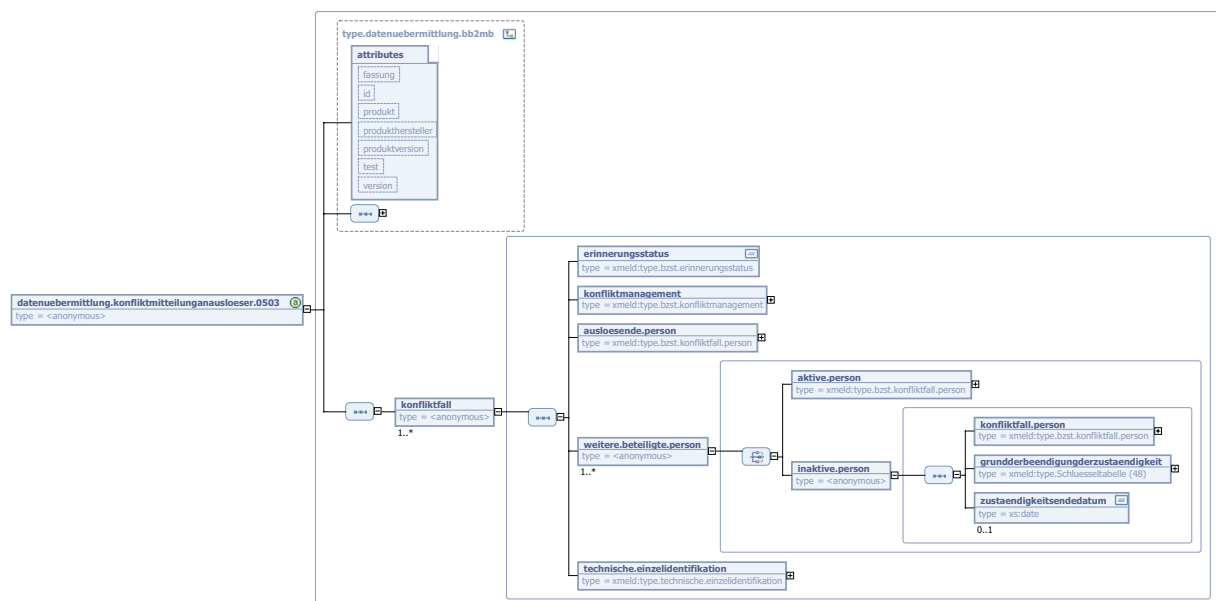 type.datenuebermittlung.bb2mb
attributes
fassung
id
produkt
produkthersteller
produktversion
test
version
datenuebermittlung.konfliktmitteilunganausloeser.0503
type = <anonymous>
konfliktfall
type = <anonymous>
1..*
erinnerungsstatus
type = xmeld:type.bzst.erinnerungsstatus
konfliktmanagement
type = xmeld:type.bzst.konfliktmanagement
ausloesende.person
type = xmeld:type.bzst.konfliktfall.person
weitere.beteiligte.person
type = <anonymous>
1..*
aktive.person
type = xmeld:type.bzst.konfliktfall.person
inaktive.person
type = <anonymous>
konfliktfall.person
type = xmeld:type.bzst.konfliktfall.person
grundderbeendigungderzustaendigkeit
type = xmeld:type.Schluesseltabelle (48)
zustaendigkeitsendedatum
type = xs:date
0..1
technische.einzelidentifikation
type = xmeld:type.technische.einzelidentifikation